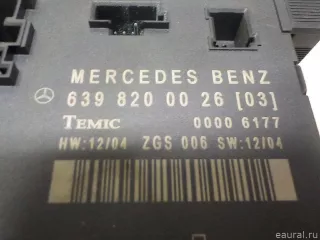 MERCEDES BENZ
639 820 00 26 [03]
TEMIC 0000 6177
HW:12/04 ZGS 006 SW:12/04
© eaural.ru